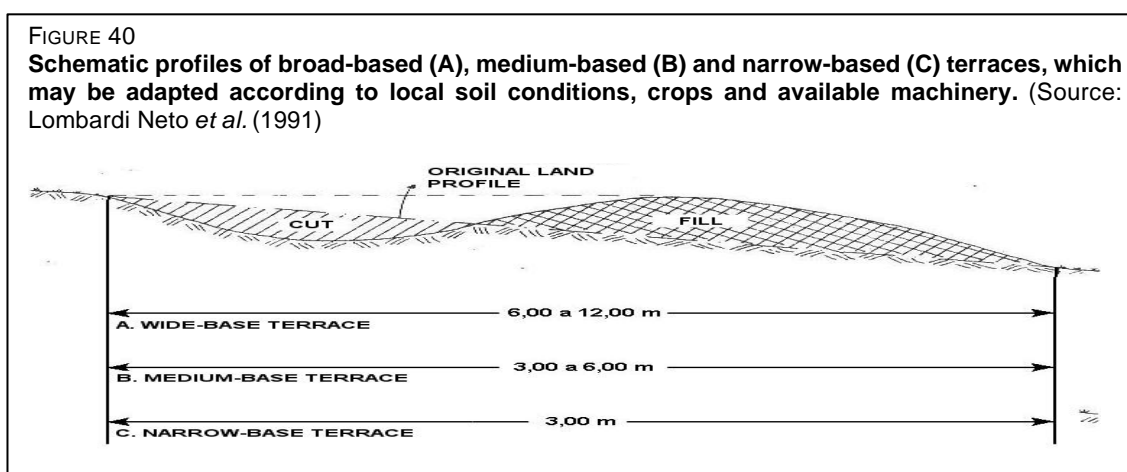 FIGURE 40
Schematic profiles of broad-based (A), medium-based (B) and narrow-based (C) terraces, which
may be adapted according to local soil conditions, crops and available machinery. (Source:
Lombardi Neto et al. (1991)
ORIGINAL LAND
PROFILE
CUT
FILL
6,00 a 12,00 m
A. WIDE-BASE TERRACE
3,00 a 6,00 m
B. MEDIUM-BASE TERRACE
3,00 m
C. NARROW-BASE TERRACE